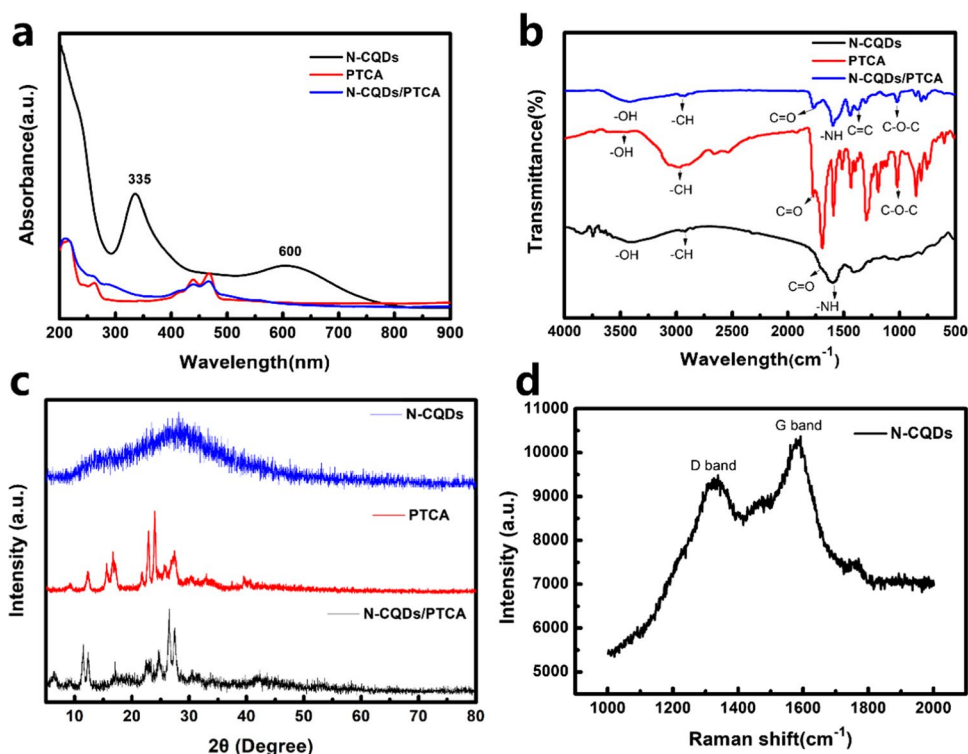 a
N-CQDs
PTCA
N-CQDs/PTCA
335
600
Absorbance(a.u.)
200 300 400 500 600 700 800 900
Wavelength(nm)
b
N-CQDs
PTCA
N-CQDs/PTCA
-OH
-CH
C=O
-NH
C=C
C-O-C
-OH
-CH
C=O
C-O-C
-OH
-CH
C=O
-NH
Transmittance(%)
4000 3500 3000 2500 2000 1500 1000 500
Wavelength(cm-1)
c
N-CQDs
PTCA
N-CQDs/PTCA
Intensity (a.u.)
10 20 30 40 50 60 70 80
2θ (Degree)
d
11000
10000
9000
8000
7000
6000
5000
D band
G band
N-CQDs
Intensity (a.u.)
1000 1200 1400 1600 1800 2000
Raman shift(cm-1)